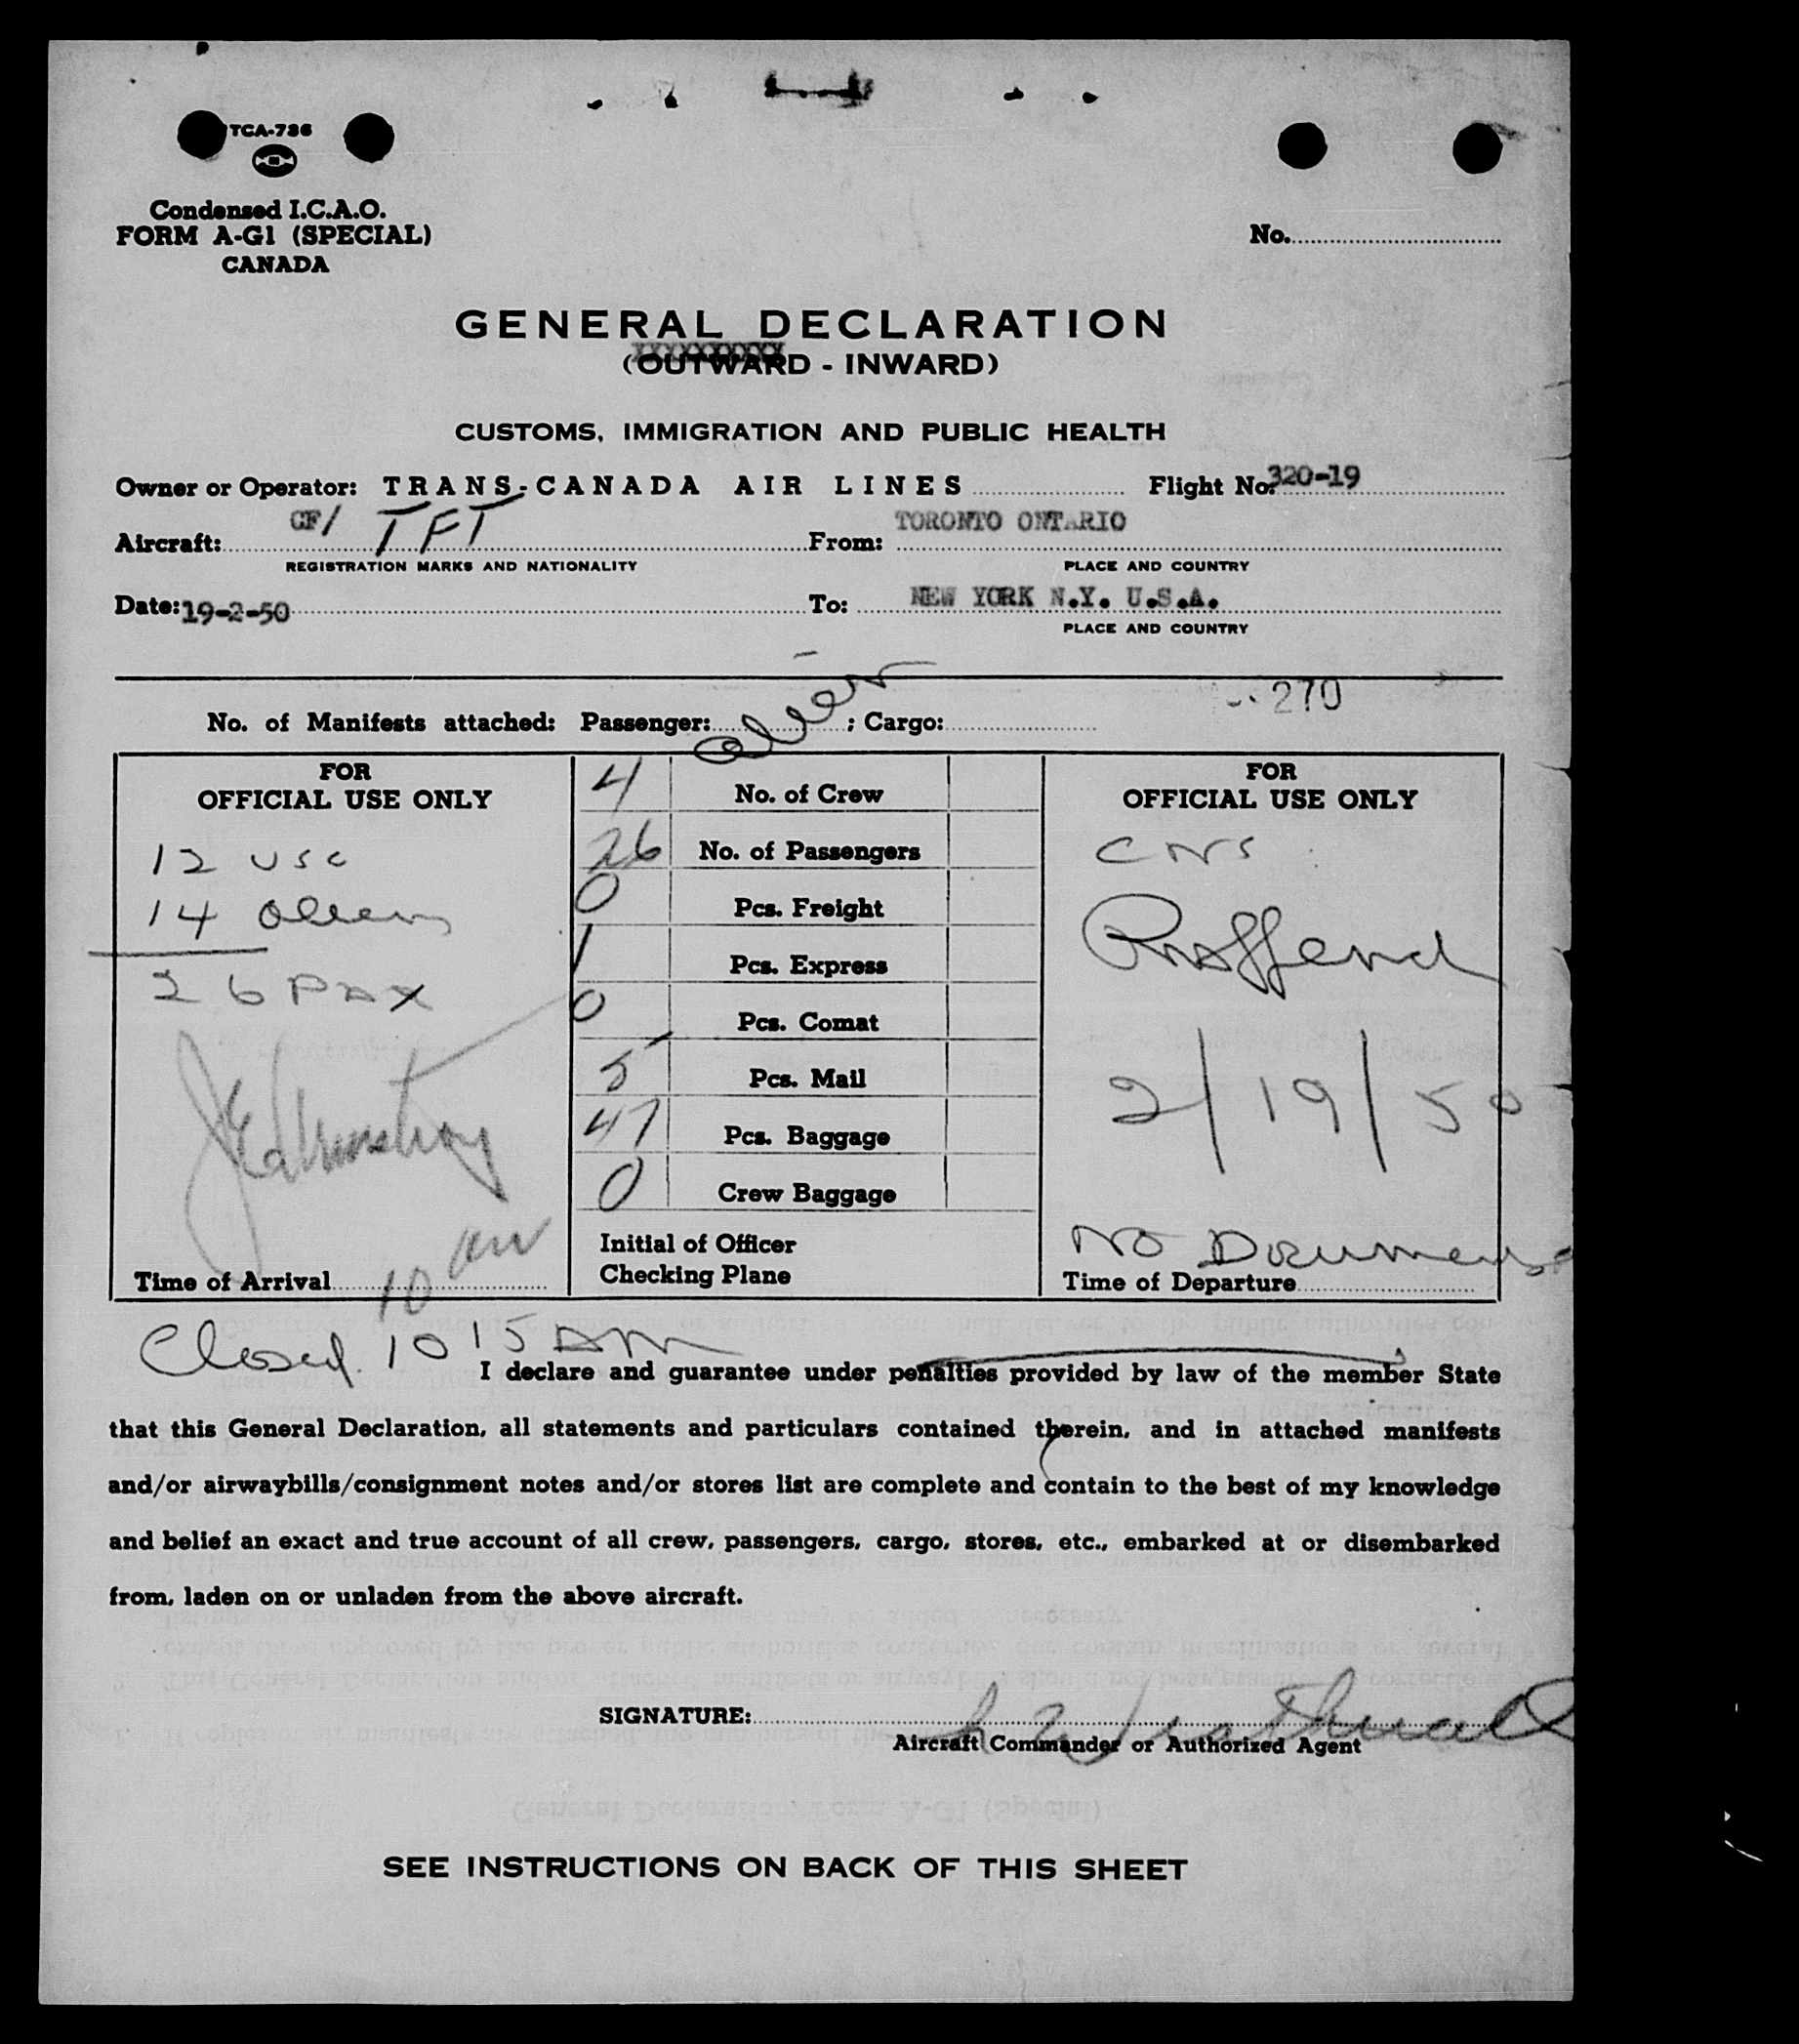 TCA-736
Condensed I.C.A.O.
FORM A-G1 (SPECIAL)
CANADA
No.
GENERAL DECLARATION
(OUTWARD - INWARD)
CUSTOMS, IMMIGRATION AND PUBLIC HEALTH
Owner or Operator: TRANS-CANADA AIR LINES Flight No. 320-19
Aircraft: CF/ TFT From: TORONTO ONTARIO
REGISTRATION MARKS AND NATIONALITY PLACE AND COUNTRY
Date: 19-2-50 To: NEW YORK N.Y. U.S.A.
PLACE AND COUNTRY
270
No. of Manifests attached: Passenger: ; Cargo:
FOR
OFFICIAL USE ONLY
12 USC
14 Aliens
26 PAX
J E Armstrong
Time of Arrival 10 am
4 No. of Crew
26 No. of Passengers
0 Pcs. Freight
1 Pcs. Express
0 Pcs. Comat
5 Pcs. Mail
47 Pcs. Baggage
0 Crew Baggage
Initial of Officer
Checking Plane
FOR
OFFICIAL USE ONLY
2/19/50
No Documents
Time of Departure
Closed. 10 15 AM
I declare and guarantee under penalties provided by law of the member State
that this General Declaration, all statements and particulars contained therein, and in attached manifests
and/or airwaybills/consignment notes and/or stores list are complete and contain to the best of my knowledge
and belief an exact and true account of all crew, passengers, cargo, stores, etc., embarked at or disembarked
from, laden on or unladen from the above aircraft.
SIGNATURE:
Aircraft Commander or Authorized Agent
SEE INSTRUCTIONS ON BACK OF THIS SHEET